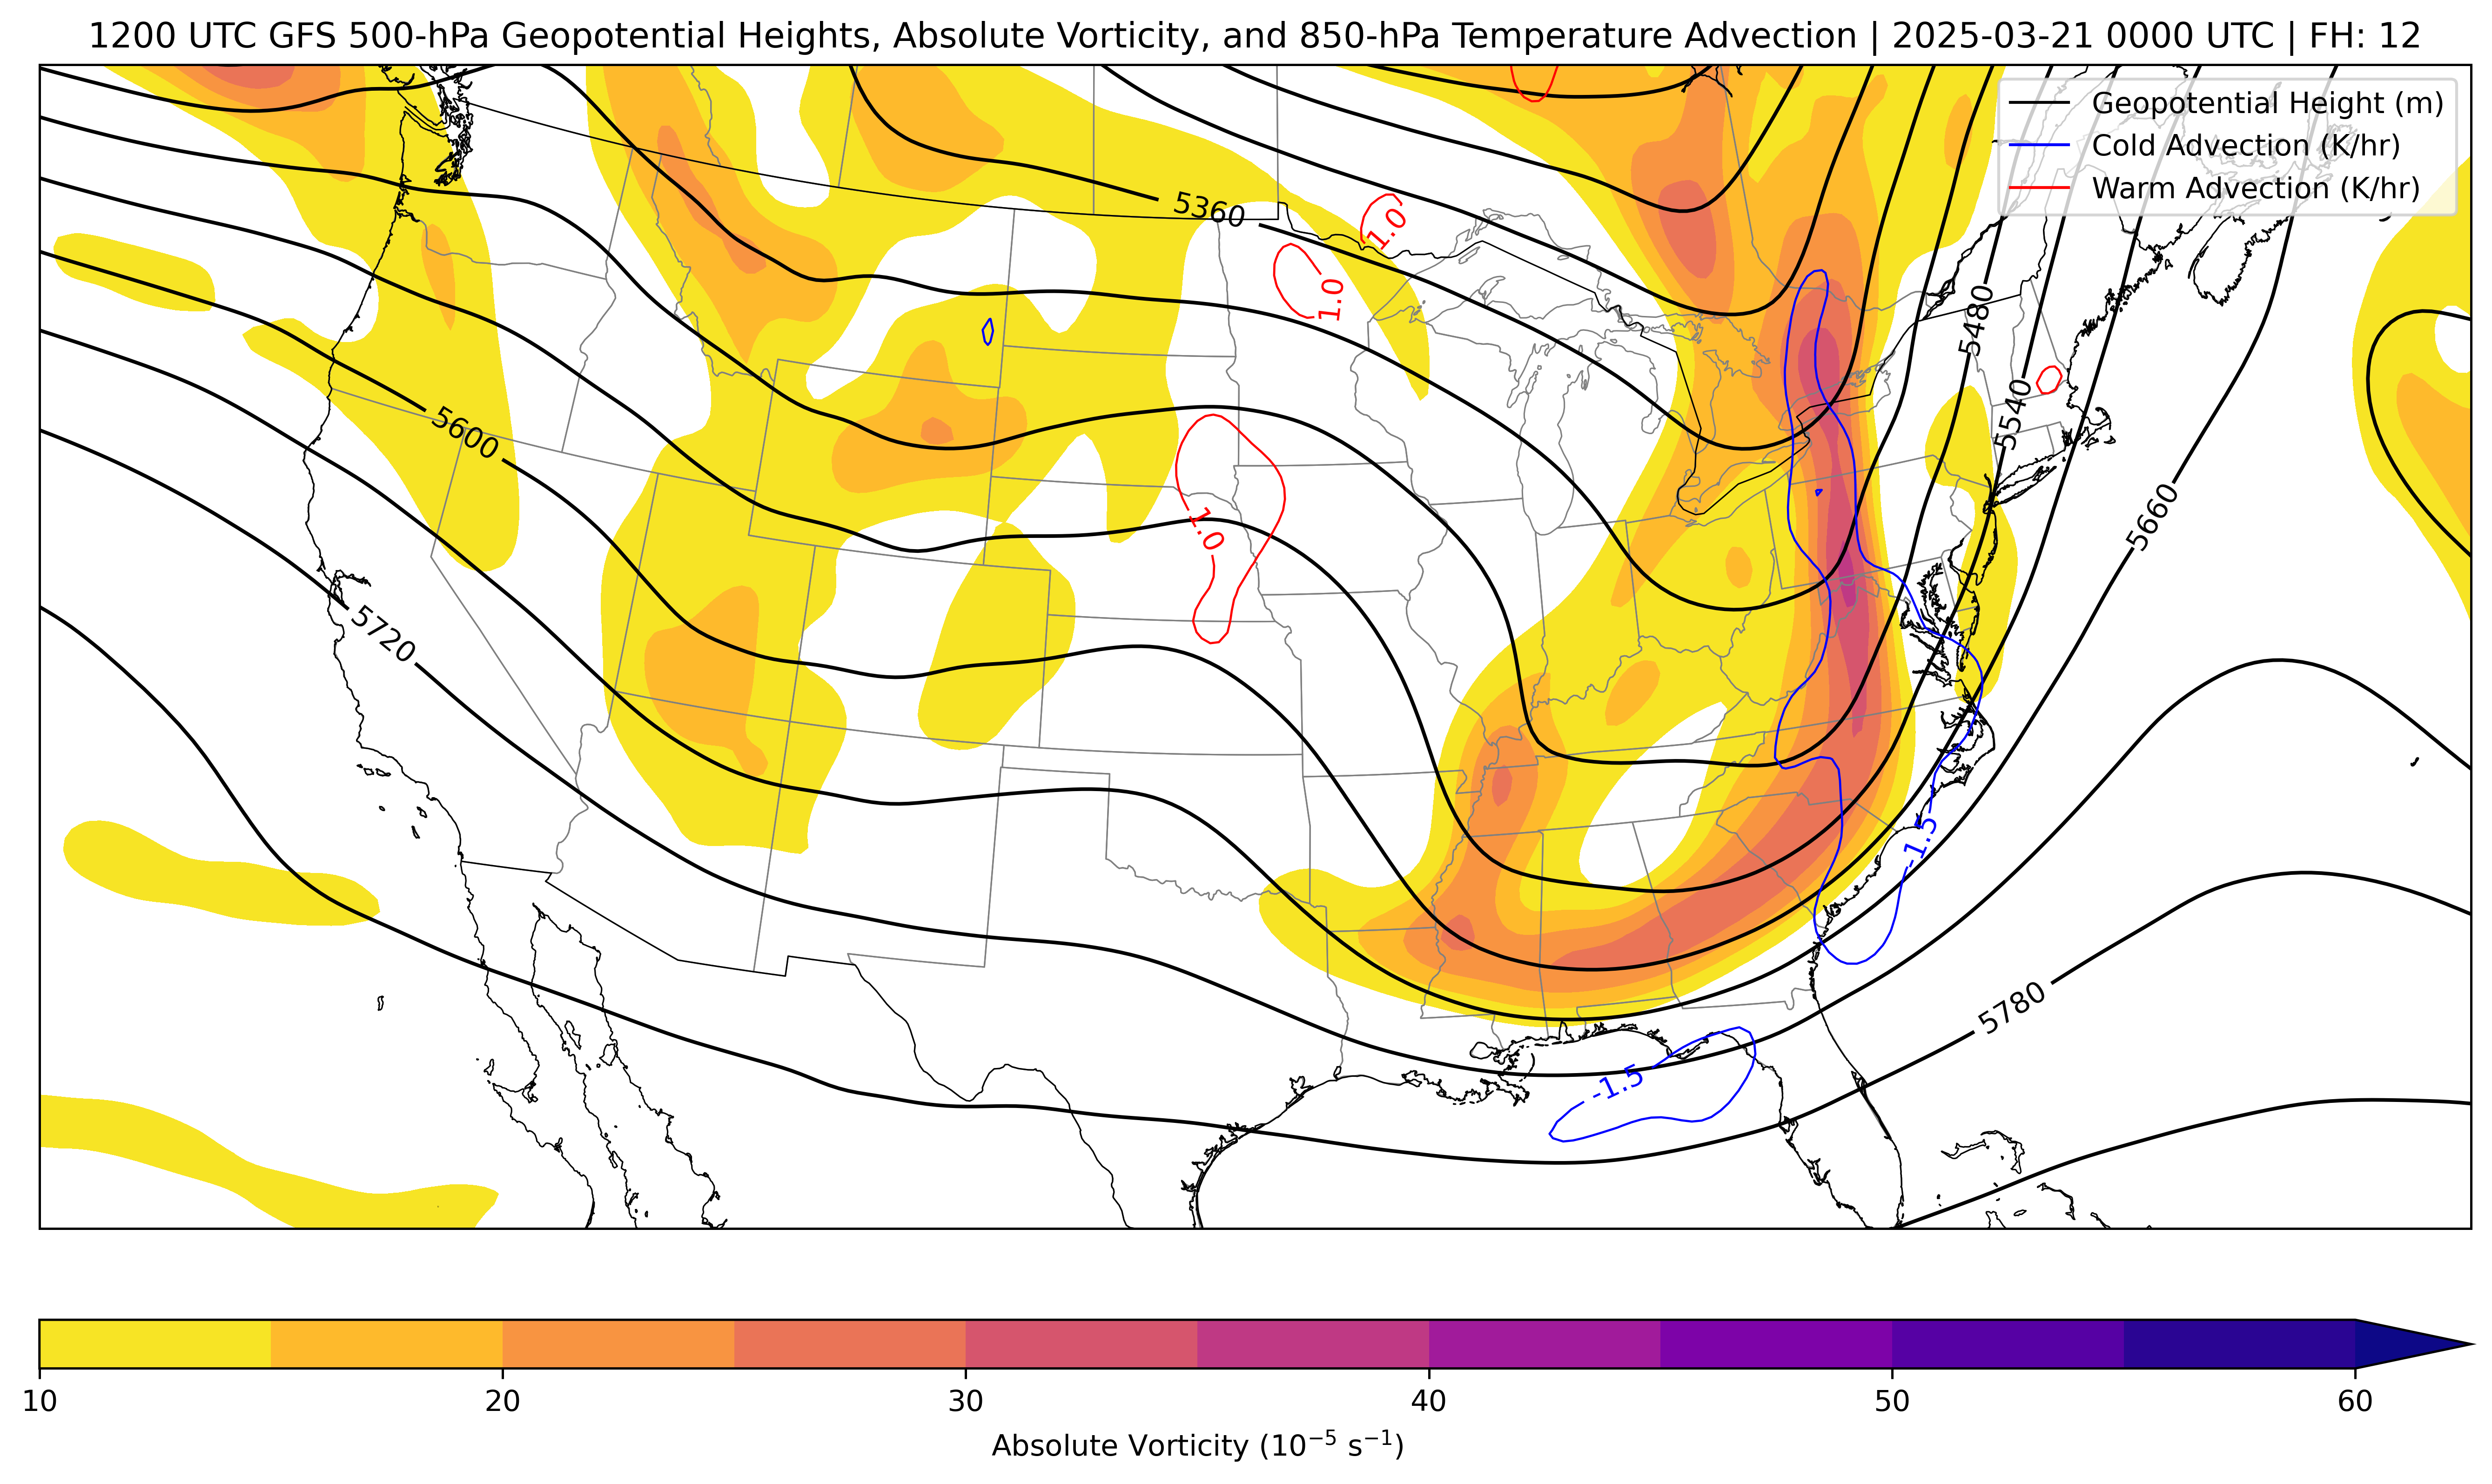 1200 UTC GFS 500-hPa Geopotential Heights, Absolute Vorticity, and 850-hPa Temperature Advection | 2025-03-21 0000 UTC | FH: 12
Geopotential Height (m)
Cold Advection (K/hr)
Warm Advection (K/hr)
5360
1.0
1.0
5480
5540
5600
5660
1.0
5720
-1.5
5780
-1.5
10 20 30 40 50 60
Absolute Vorticity (10⁻⁵ s⁻¹)